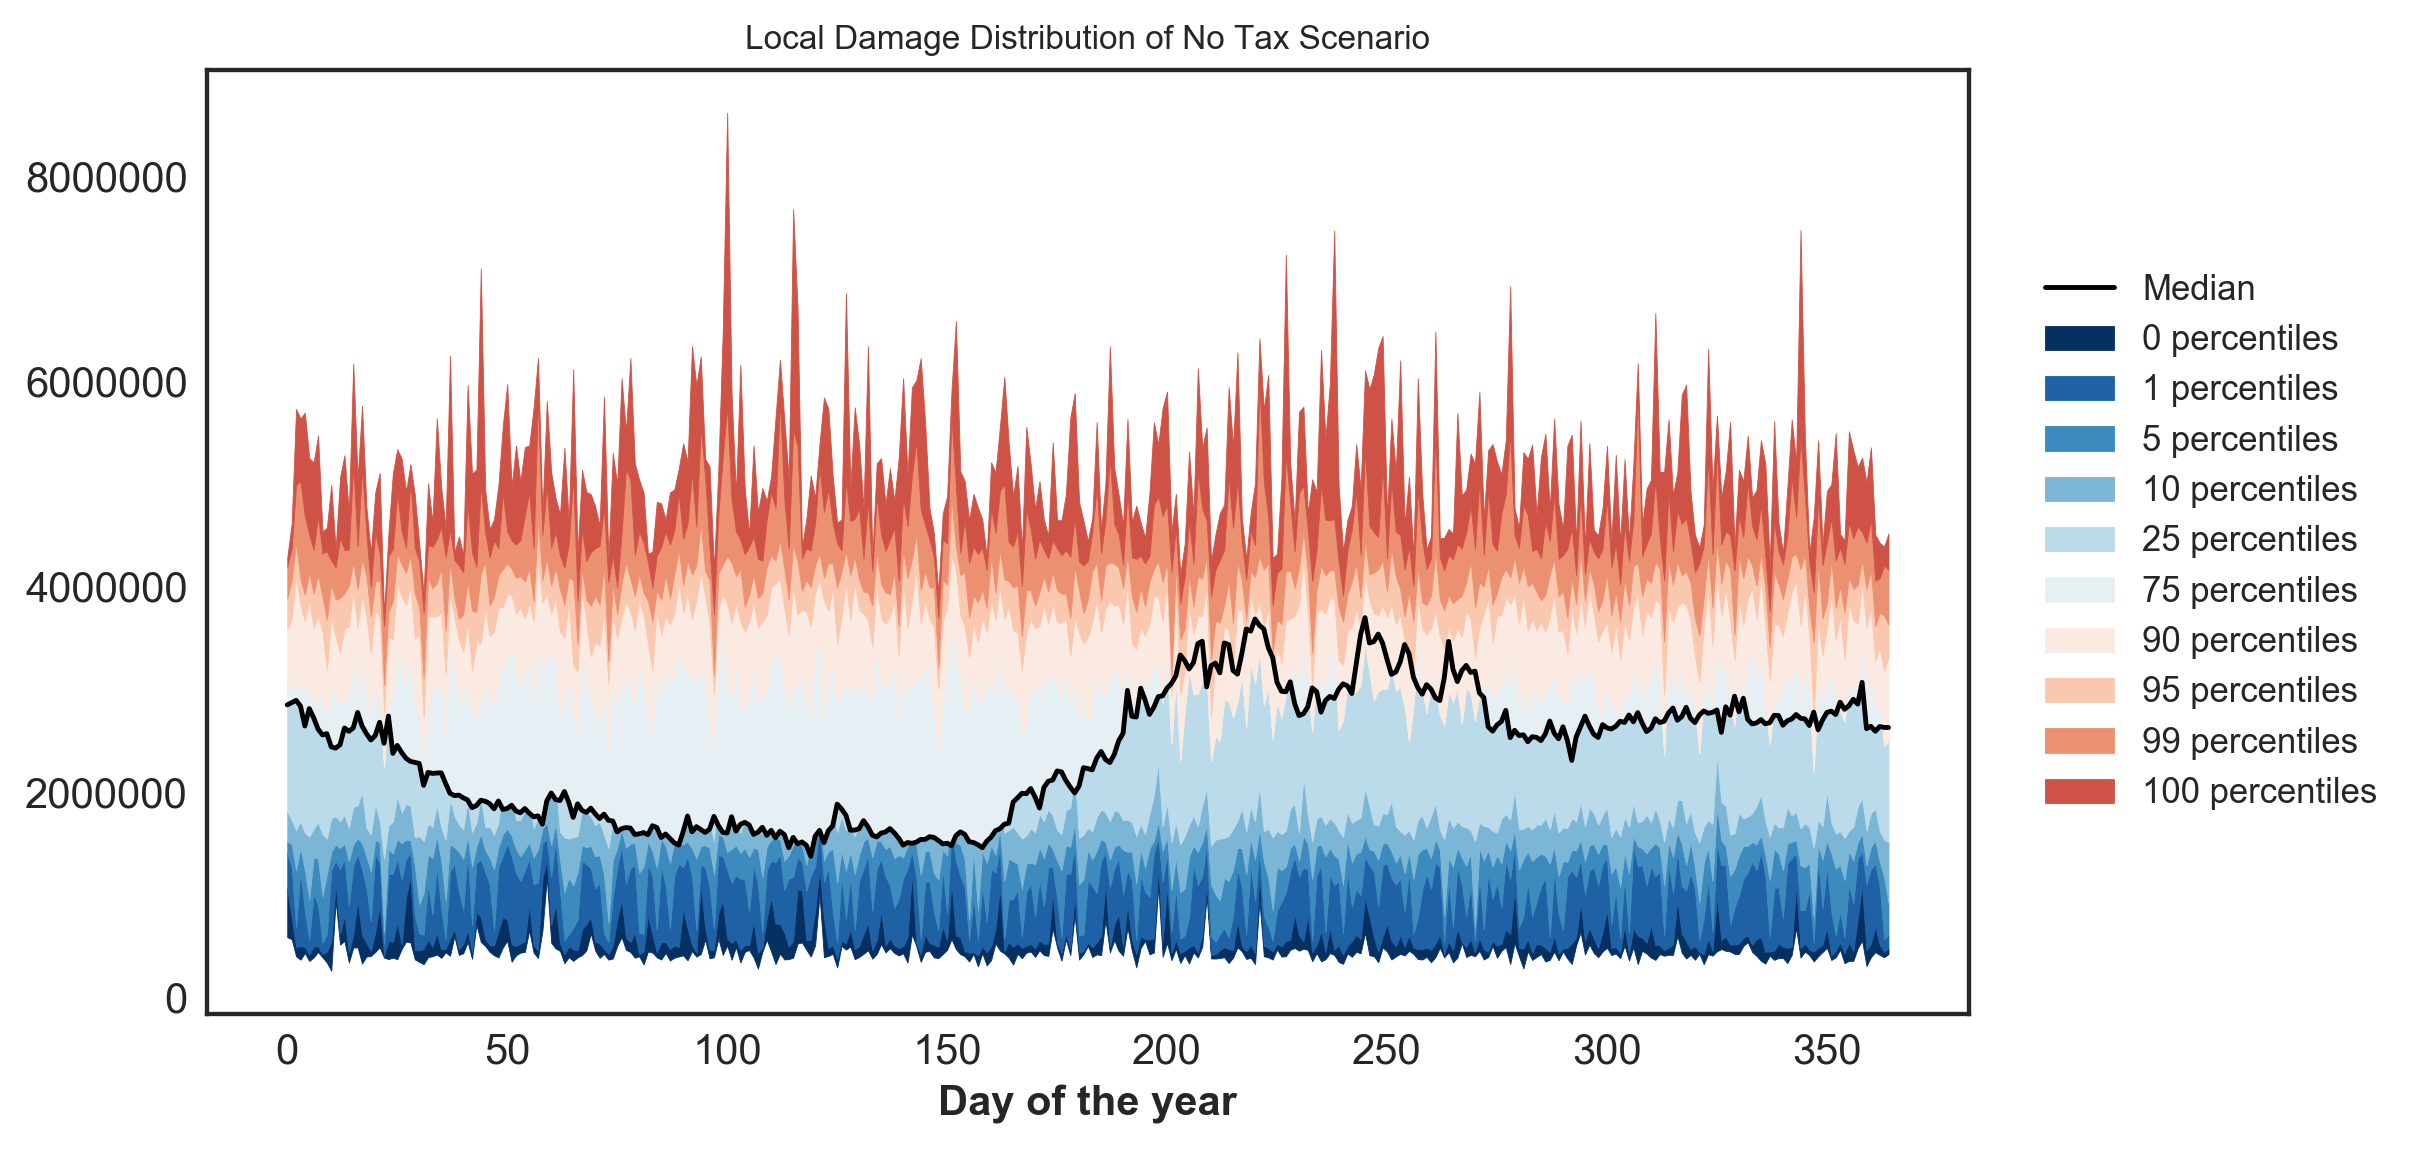 Local Damage Distribution of No Tax Scenario
8000000
6000000
4000000
2000000
0
0 50 100 150 200 250 300 350
Day of the year
Median
0 percentiles
1 percentiles
5 percentiles
10 percentiles
25 percentiles
75 percentiles
90 percentiles
95 percentiles
99 percentiles
100 percentiles